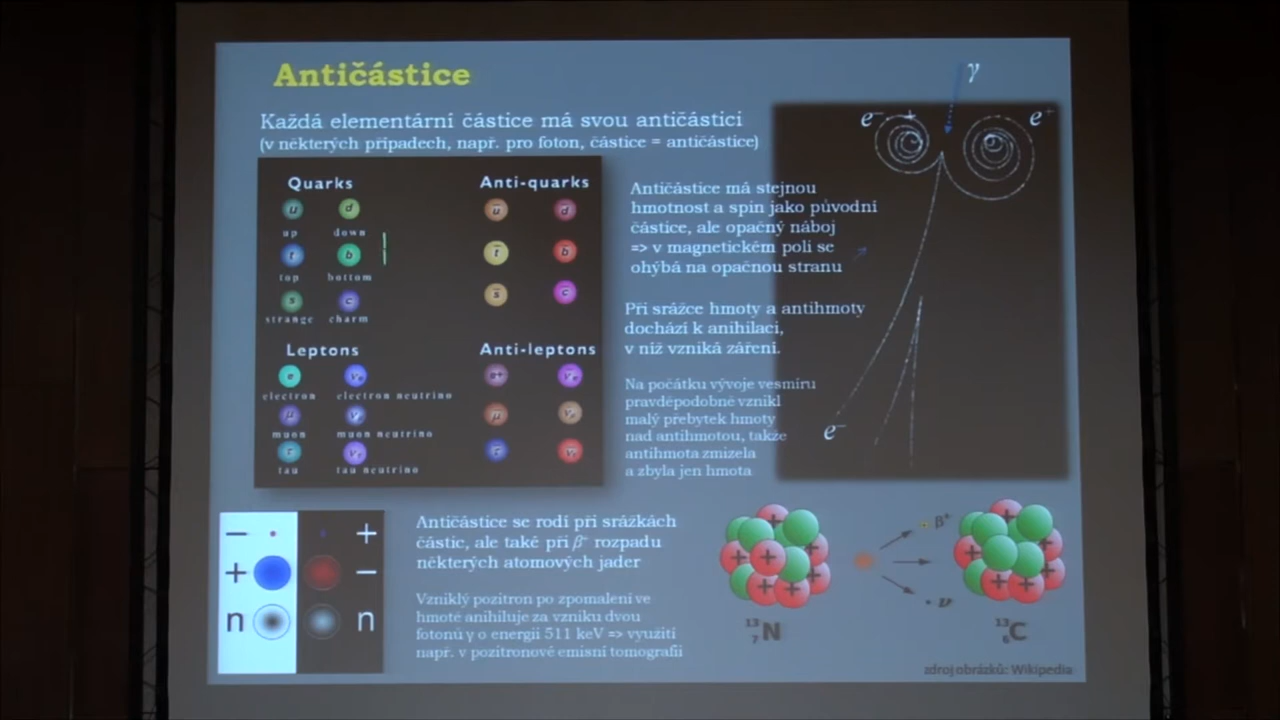 Antičástice
Každá elementární částice má svou antičástici
(v některých případech, např. pro foton, částice = antičástice)
Quarks
Anti-quarks
u
d
u̅
d̅
up
down
t
b
t̅
b̅
top
bottom
s
c
s̅
c̅
strange
charm
Leptons
Anti-leptons
e
νe
e+
electron
electron neutrino
μ
muon
muon neutrino
τ
tau
tau neutrino
Antičástice má stejnou
hmotnost a spin jako původní
částice, ale opačný náboj
=> v magnetickém poli se
ohýbá na opačnou stranu
Při srážce hmoty a antihmoty
dochází k anihilaci,
v níž vzniká záření.
Na počátku vývoje vesmíru
pravděpodobně vznikl
malý přebytek hmoty
nad antihmotou, takže
antihmota zmizela
a zbyla jen hmota
γ
e⁻
e⁺
e⁻
− +
+ −
n n
Antičástice se rodí při srážkách
částic, ale také při β⁻ rozpadu
některých atomových jader
Vzniklý pozitron po zpomalení ve
hmotě anihiluje za vzniku dvou
fotonů γ o energii 511 keV => využití
např. v pozitronové emisní tomografii
β⁺
ν
¹³₇N
¹³₆C
zdroj obrázků: Wikipedia